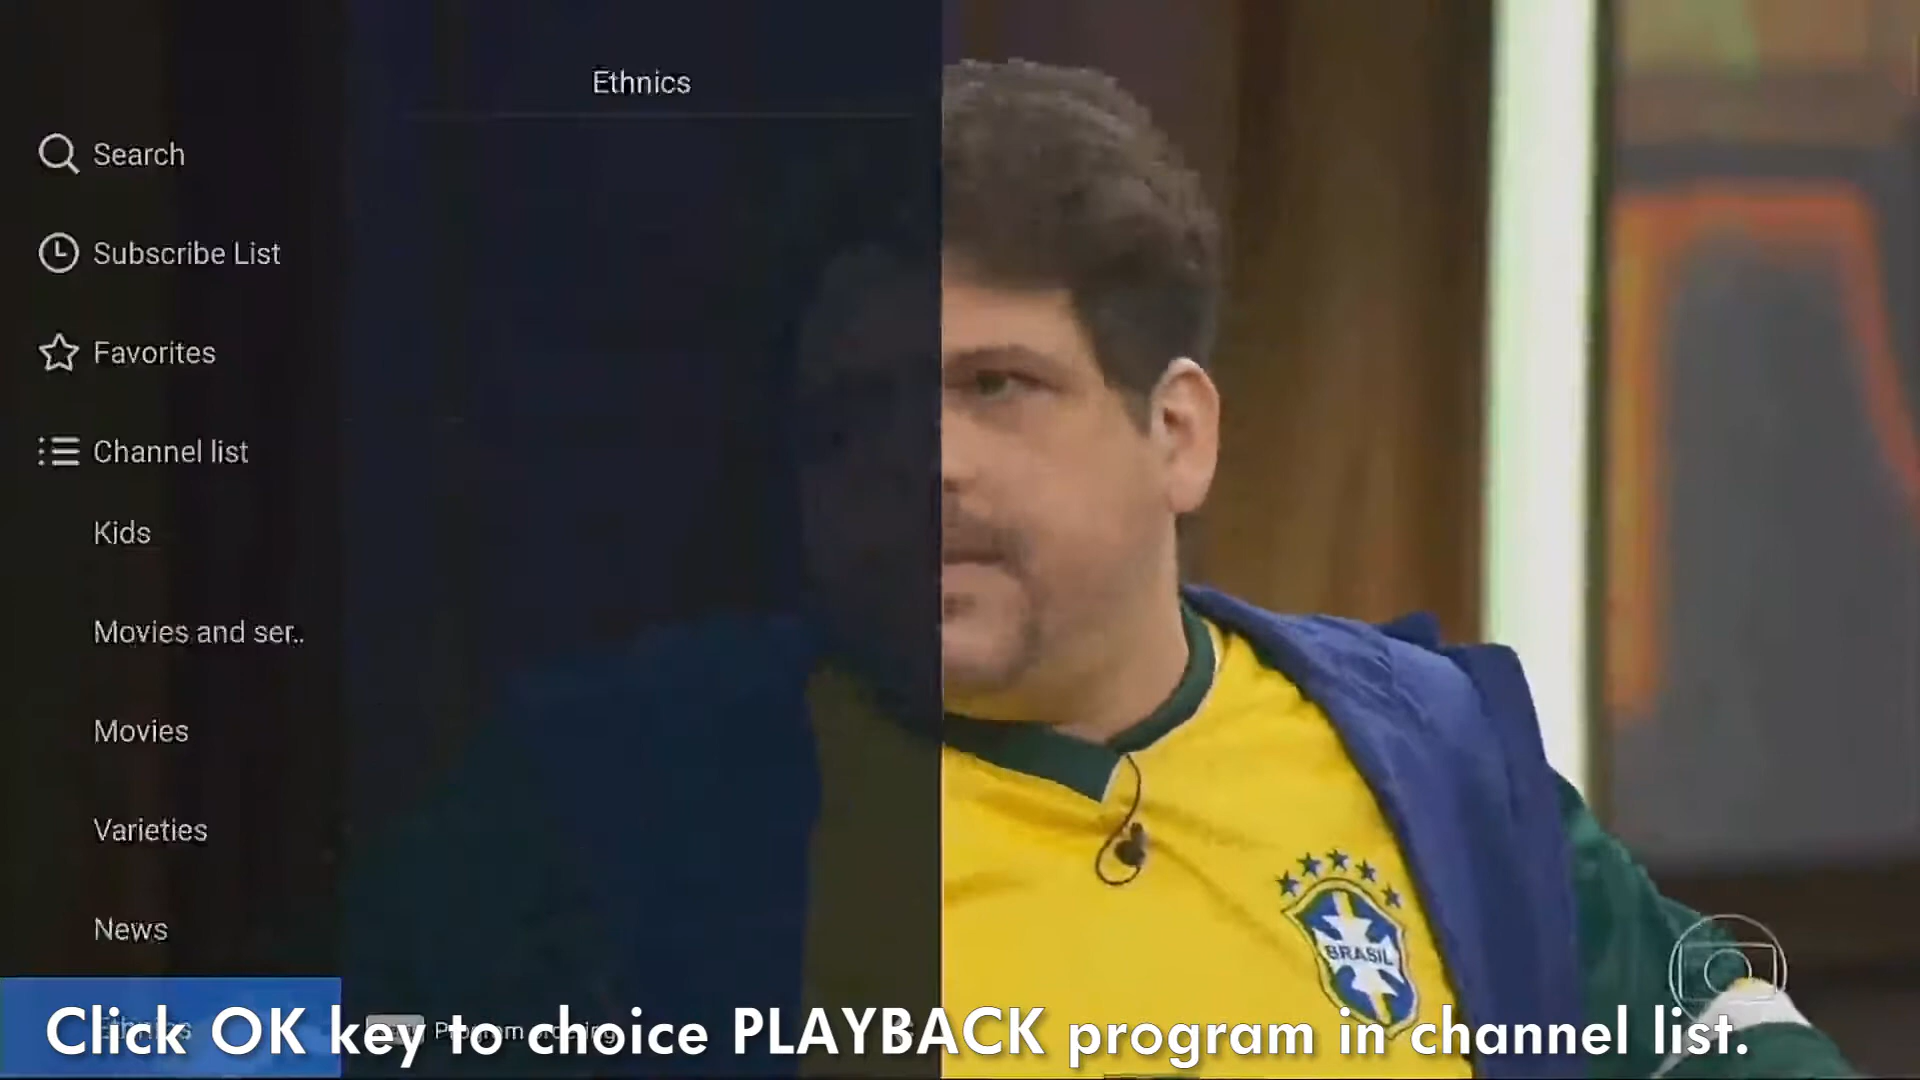 Ethnics
Search
Subscribe List
Favorites
Channel list
Kids
Movies and ser..
Movies
Varieties
News
Ethnics
BRASIL
Click OK key to choice PLAYBACK program in channel list.